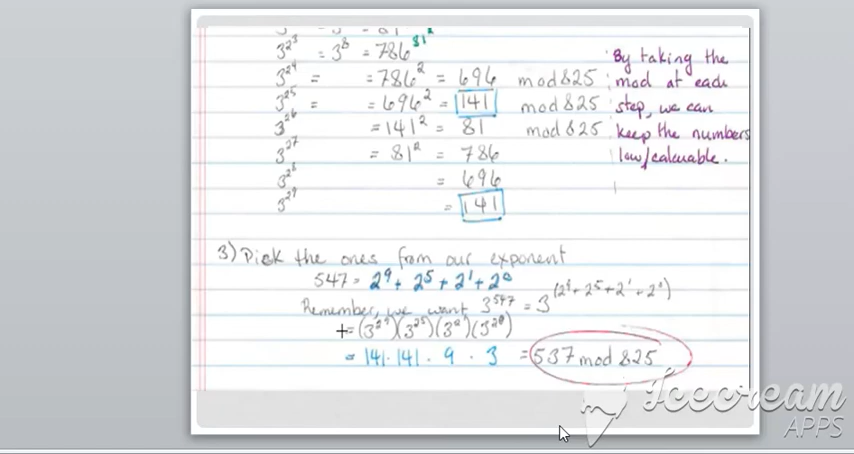 3^2^3 = 3^8 = 786 81^2
3^2^4 = = 786^2 = 696 mod 825
3^2^5 = = 696^2 = 141 mod 825
3^2^6 = 141^2 = 81 mod 825
3^2^7 = 81^2 = 786
3^2^8 = 696
3^2^9 = 141
By taking the
mod at each
step, we can
keep the numbers
low/calcuable.
3) Pick the ones from our exponent
547 = 2^9 + 2^5 + 2^1 + 2^0
Remember, we want 3^547 = 3^(2^9 + 2^5 + 2^1 + 2^0)
= (3^2^9)(3^2^5)(3^2^1)(3^2^0)
= 141 · 141 · 9 · 3 = 537 mod 825
Icecream
APPS